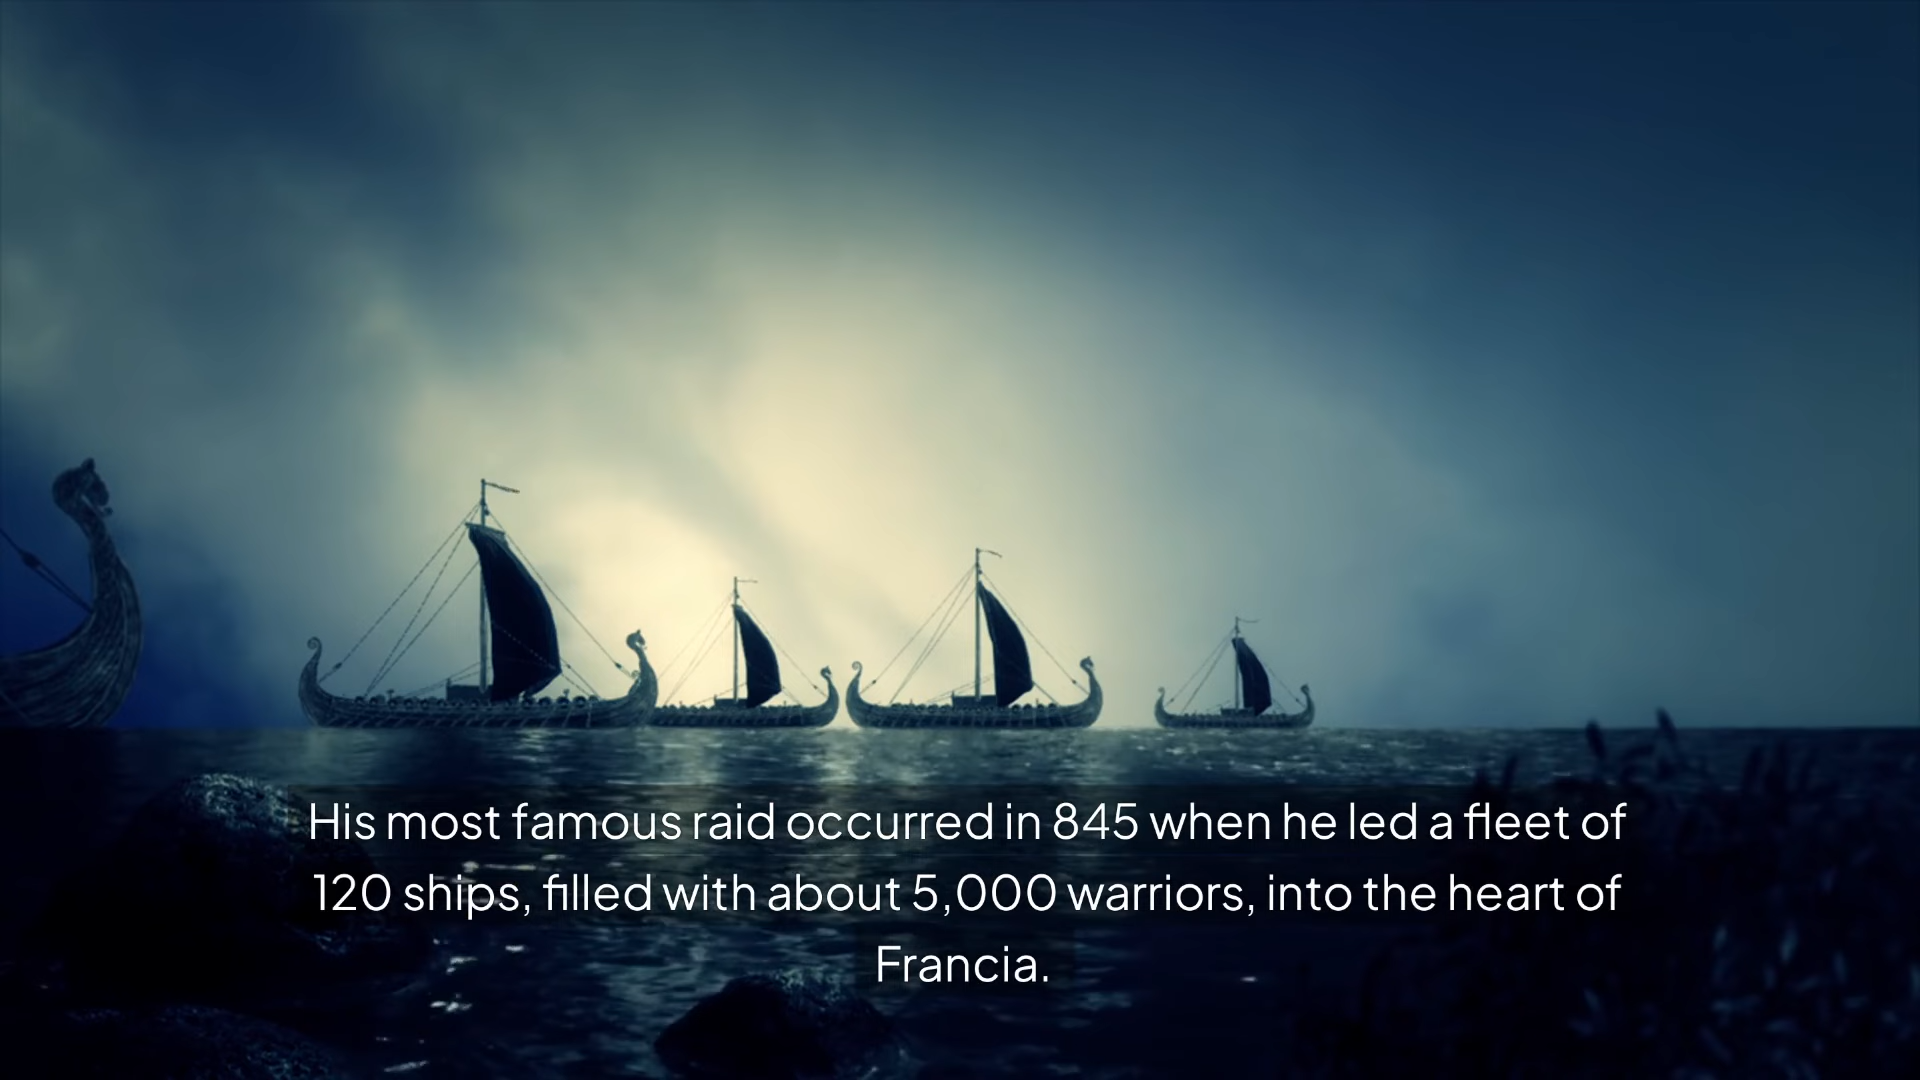 His most famous raid occurred in 845 when he led a fleet of
120 ships, filled with about 5,000 warriors, into the heart of
Francia.